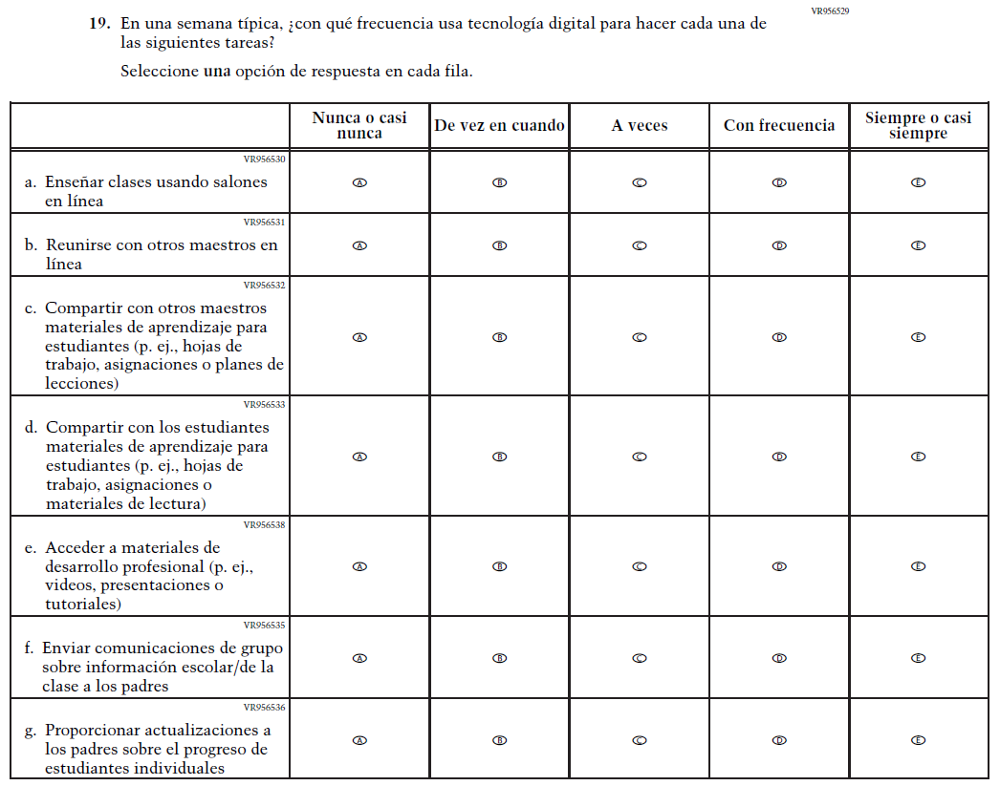 VR956529
19. En una semana típica, ¿con qué frecuencia usa tecnología digital para hacer cada una de
las siguientes tareas?
Seleccione una opción de respuesta en cada fila.
Nunca o casi
nunca
De vez en cuando
A veces
Con frecuencia
Siempre o casi
siempre
VR956530
a. Enseñar clases usando salones
en línea
A B C D E
VR956531
b. Reunirse con otros maestros en
línea
A B C D E
VR956532
c. Compartir con otros maestros
materiales de aprendizaje para
estudiantes (p. ej., hojas de
trabajo, asignaciones o planes de
lecciones)
A B C D E
VR956533
d. Compartir con los estudiantes
materiales de aprendizaje para
estudiantes (p. ej., hojas de
trabajo, asignaciones o
materiales de lectura)
A B C D E
VR956538
e. Acceder a materiales de
desarrollo profesional (p. ej.,
videos, presentaciones o
tutoriales)
A B C D E
VR956535
f. Enviar comunicaciones de grupo
sobre información escolar/de la
clase a los padres
A B C D E
VR956536
g. Proporcionar actualizaciones a
los padres sobre el progreso de
estudiantes individuales
A B C D E